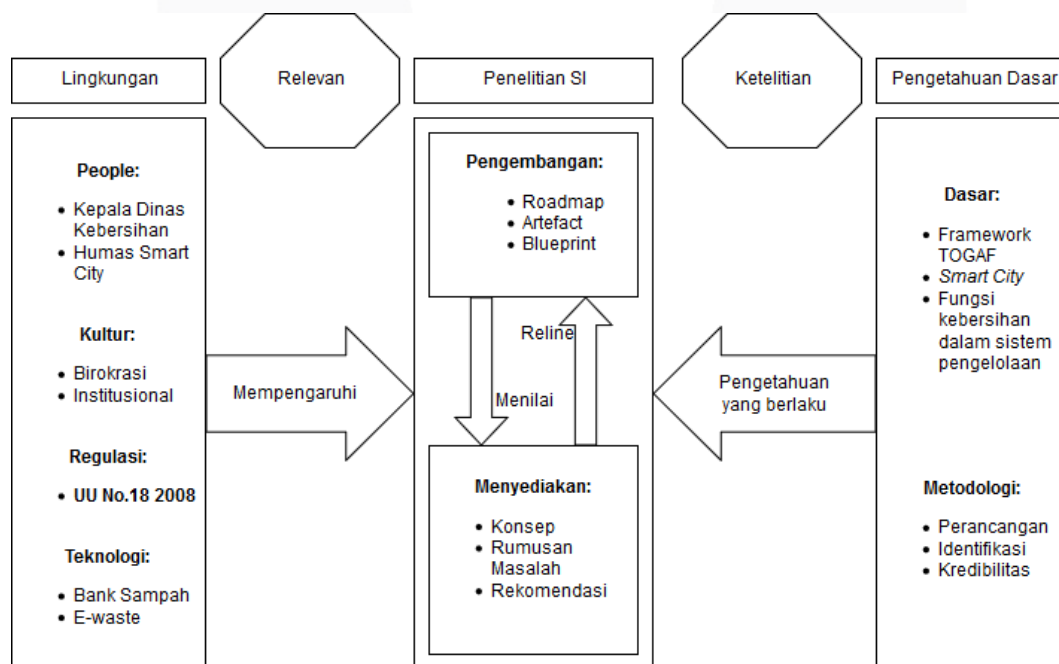 Lingkungan
Relevan
Penelitian SI
Ketelitian
Pengetahuan Dasar
People:
• Kepala Dinas
Kebersihan
• Humas Smart
City
Kultur:
• Birokrasi
• Institusional
Regulasi:
• UU No.18 2008
Teknologi:
• Bank Sampah
• E-waste
Mempengaruhi
Pengembangan:
• Roadmap
• Artefact
• Blueprint
Reline
Menilai
Menyediakan:
• Konsep
• Rumusan
Masalah
• Rekomendasi
Pengetahuan
yang berlaku
Dasar:
• Framework
TOGAF
• Smart City
• Fungsi
kebersihan
dalam sistem
pengelolaan
Metodologi:
• Perancangan
• Identifikasi
• Kredibilitas